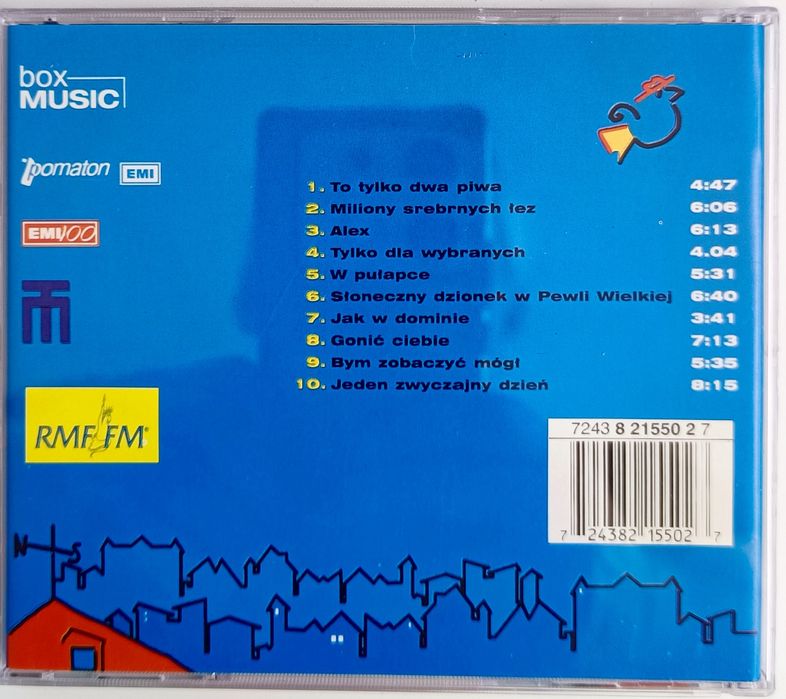 box
MUSIC
pomaton EMI
EMI100
TM
RMF FM
1. To tylko dwa piwa 4:47
2. Miliony srebrnych łez 6:06
3. Alex 6:13
4. Tylko dla wybranych 4.04
5. W pułapce 5:31
6. Słoneczny dzionek w Pewli Wielkiej 6:40
7. Jak w dominie 3:41
8. Gonić ciebie 7:13
9. Bym zobaczyć mógł 5:35
10. Jeden zwyczajny dzień 8:15
7243 8 21550 2 7
7 24382 15502 7
N S